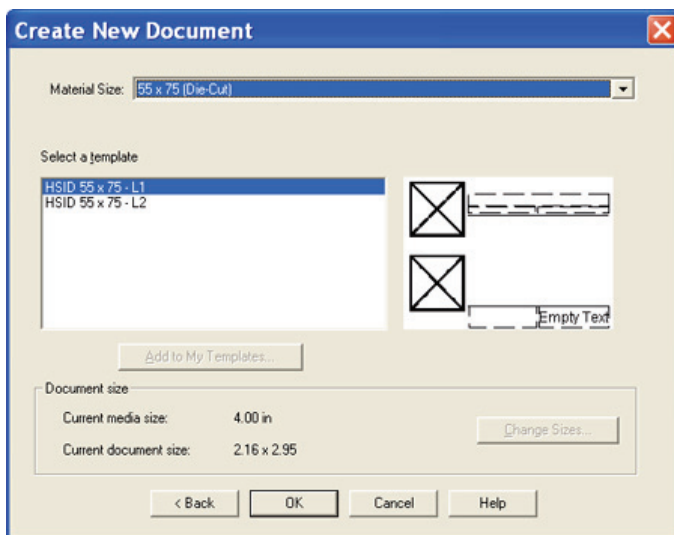 Create New Document
Material Size: 55 x 75 (Die-Cut)
Select a template
HSID 55 x 75 - L1
HSID 55 x 75 - L2
Empty Text
Add to My Templates...
Document size
Current media size: 4.00 in
Change Sizes...
Current document size: 2.16 x 2.95
< Back OK Cancel Help